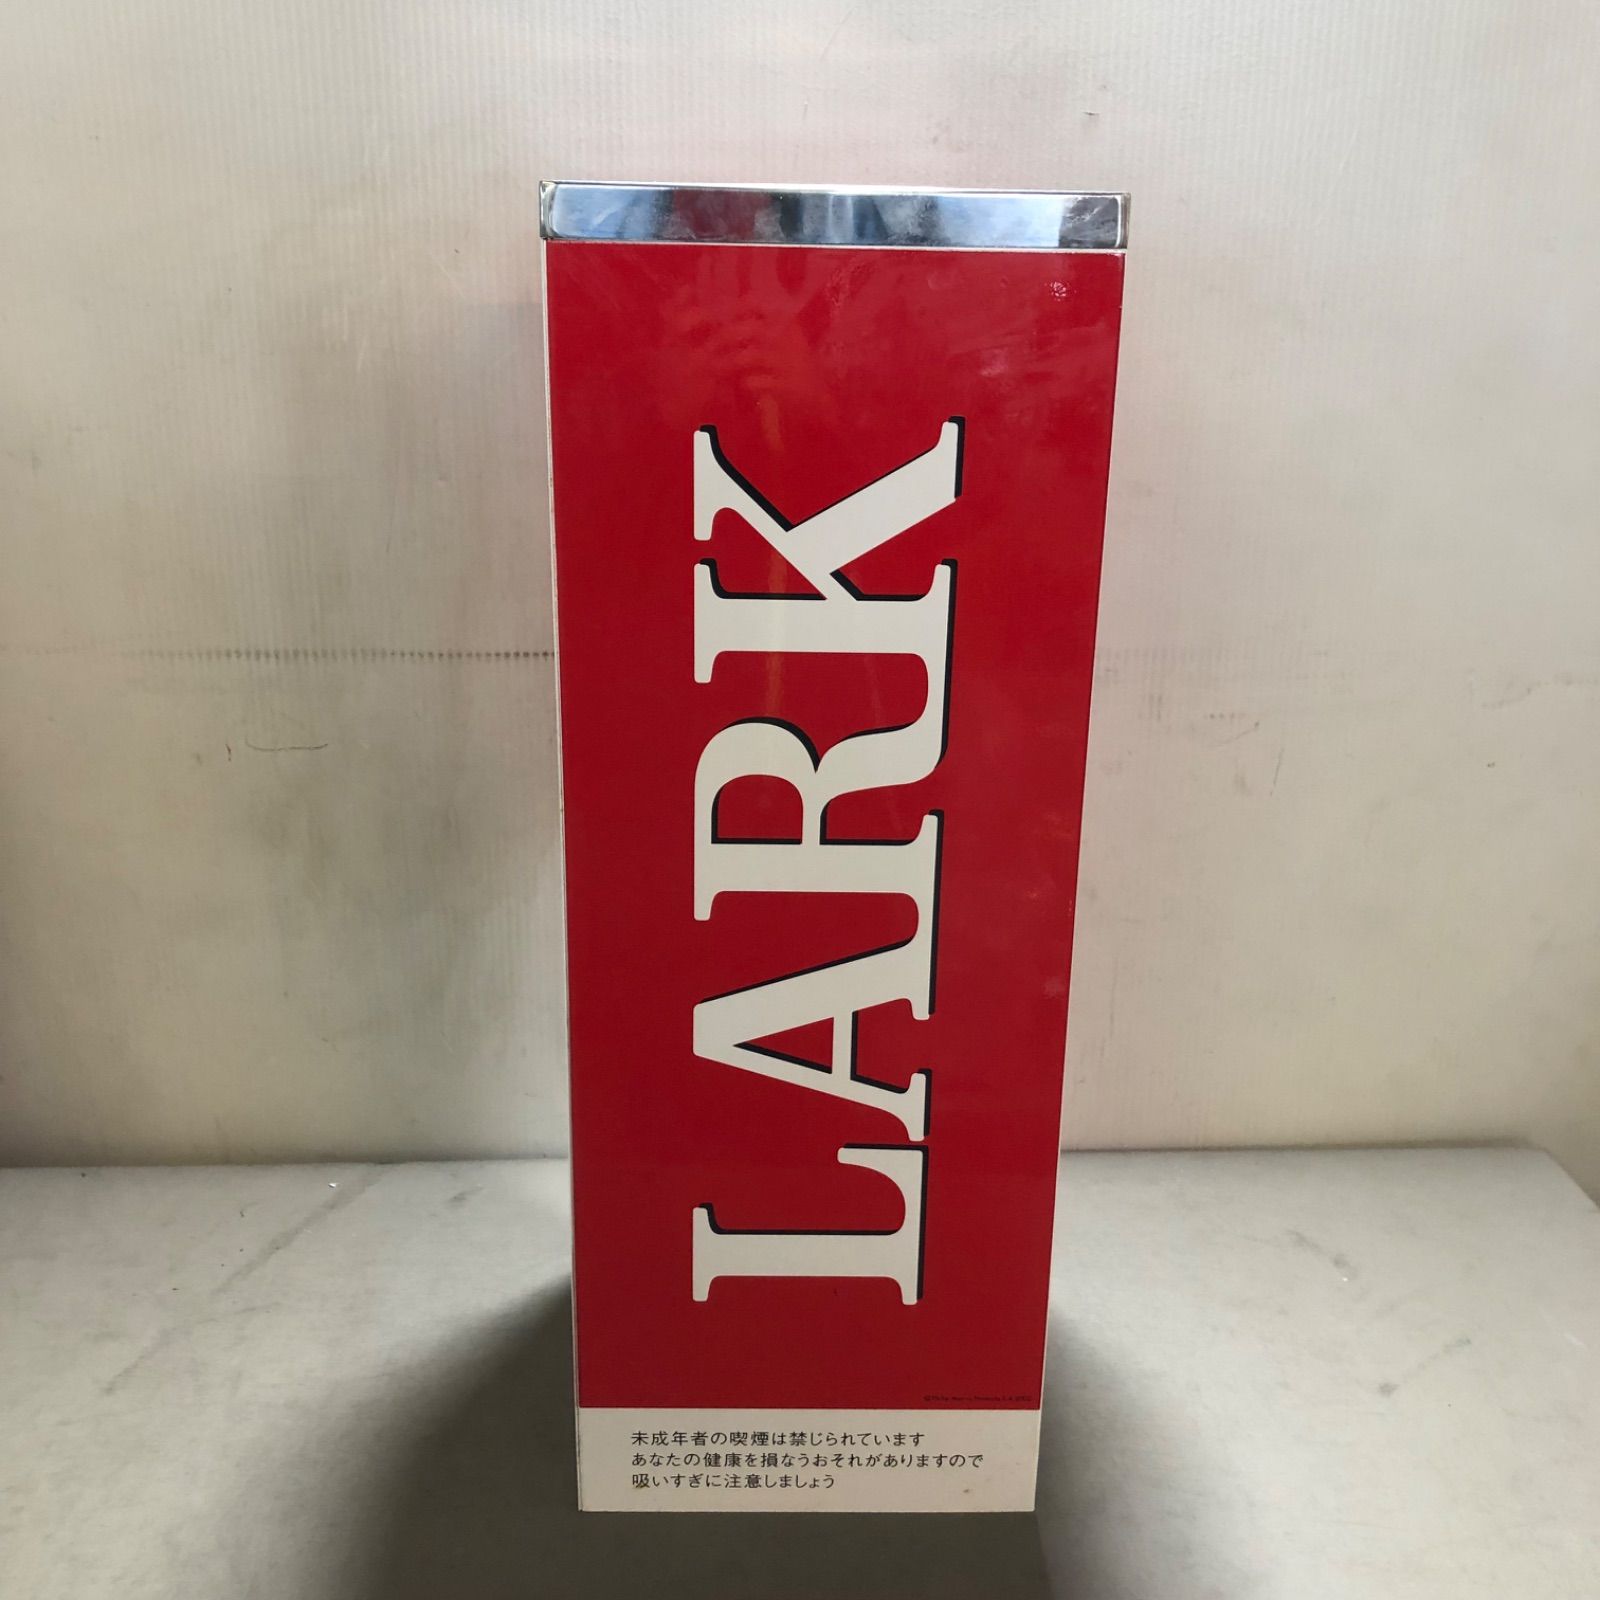 LARK
未成年者の喫煙は禁じられています
あなたの健康を損なうおそれがありますので
吸いすぎに注意しましょう